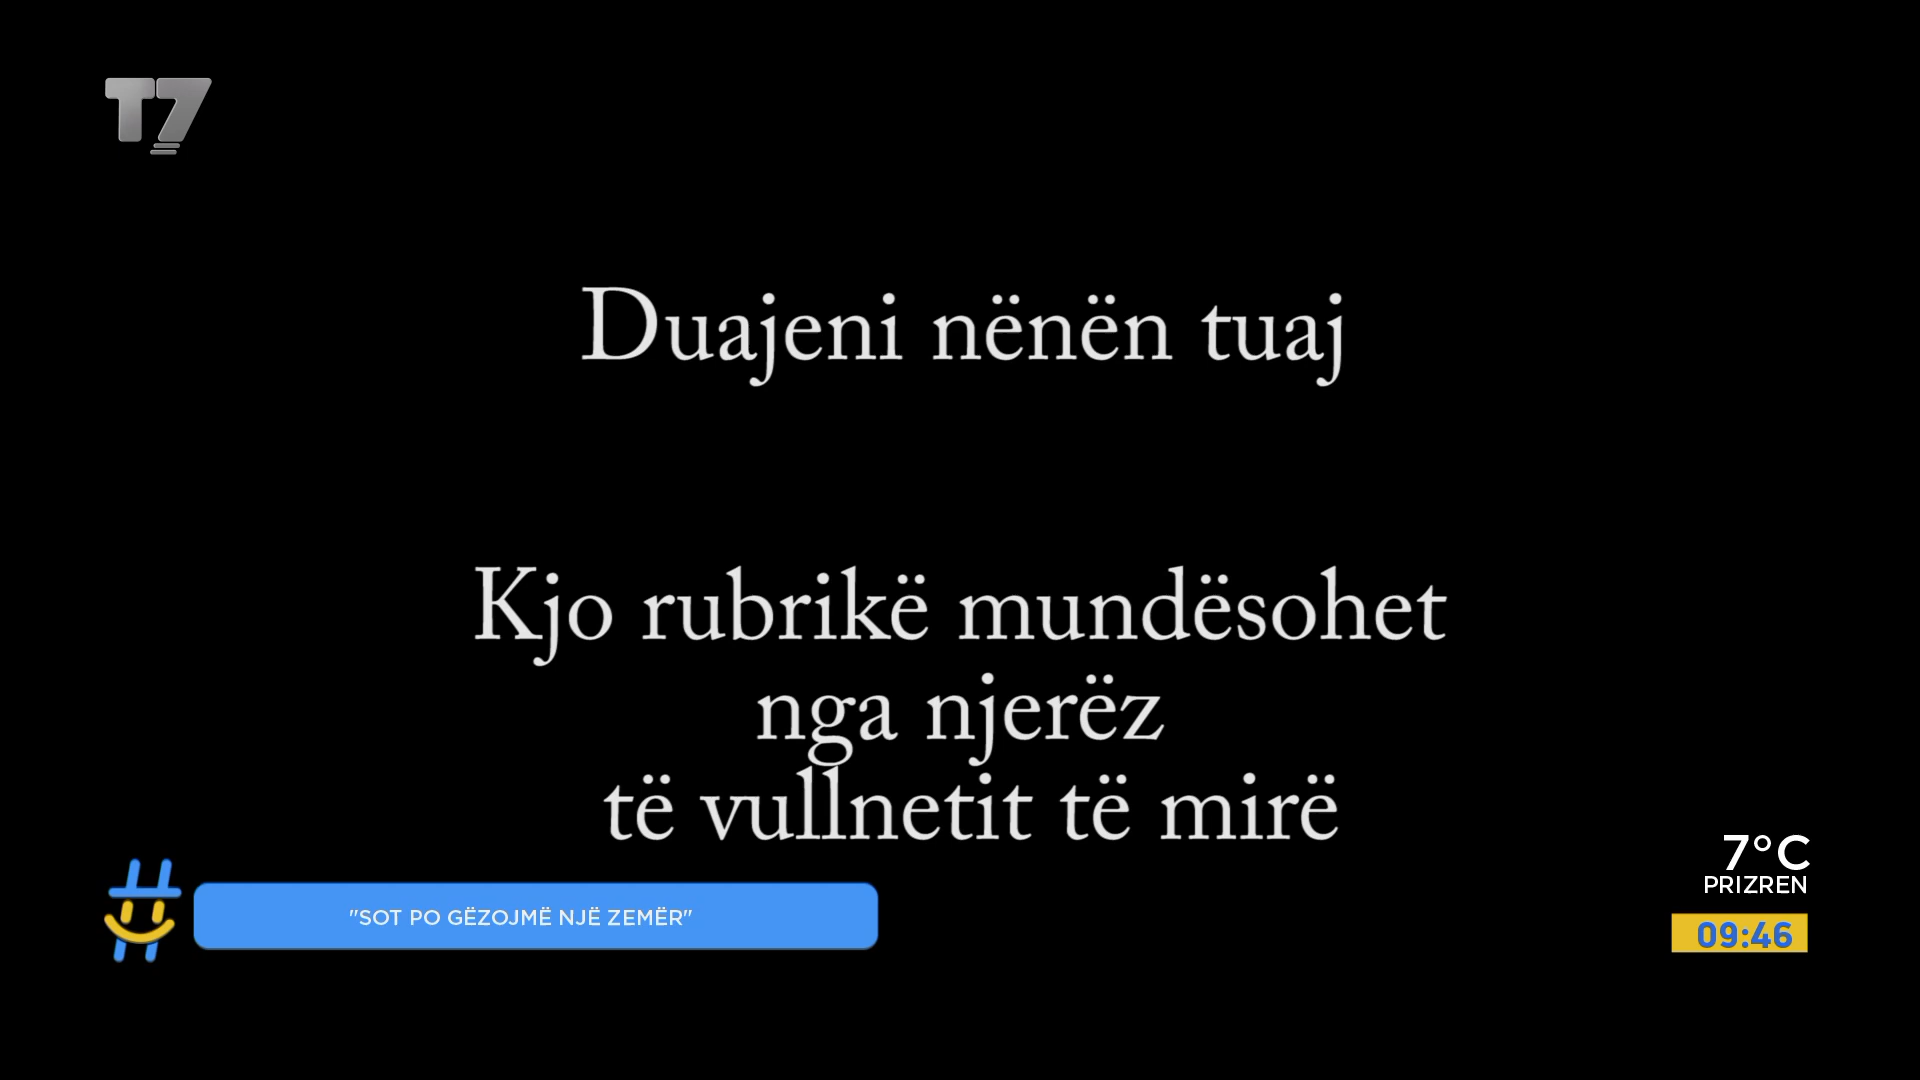 T7
Duajeni nënën tuaj
Kjo rubrikë mundësohet
nga njerëz
të vullnetit të mirë
7°C
PRIZREN
"SOT PO GËZOJMË NJË ZEMËR"
09:46